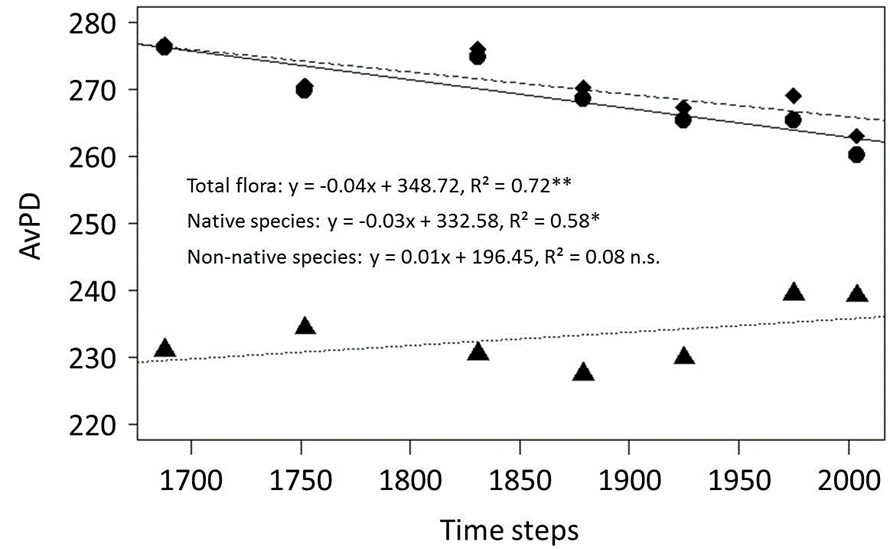 280
270
260
250
240
230
220
AvPD
Total flora: y = -0.04x + 348.72, R² = 0.72**
Native species: y = -0.03x + 332.58, R² = 0.58*
Non-native species: y = 0.01x + 196.45, R² = 0.08 n.s.
1700 1750 1800 1850 1900 1950 2000
Time steps